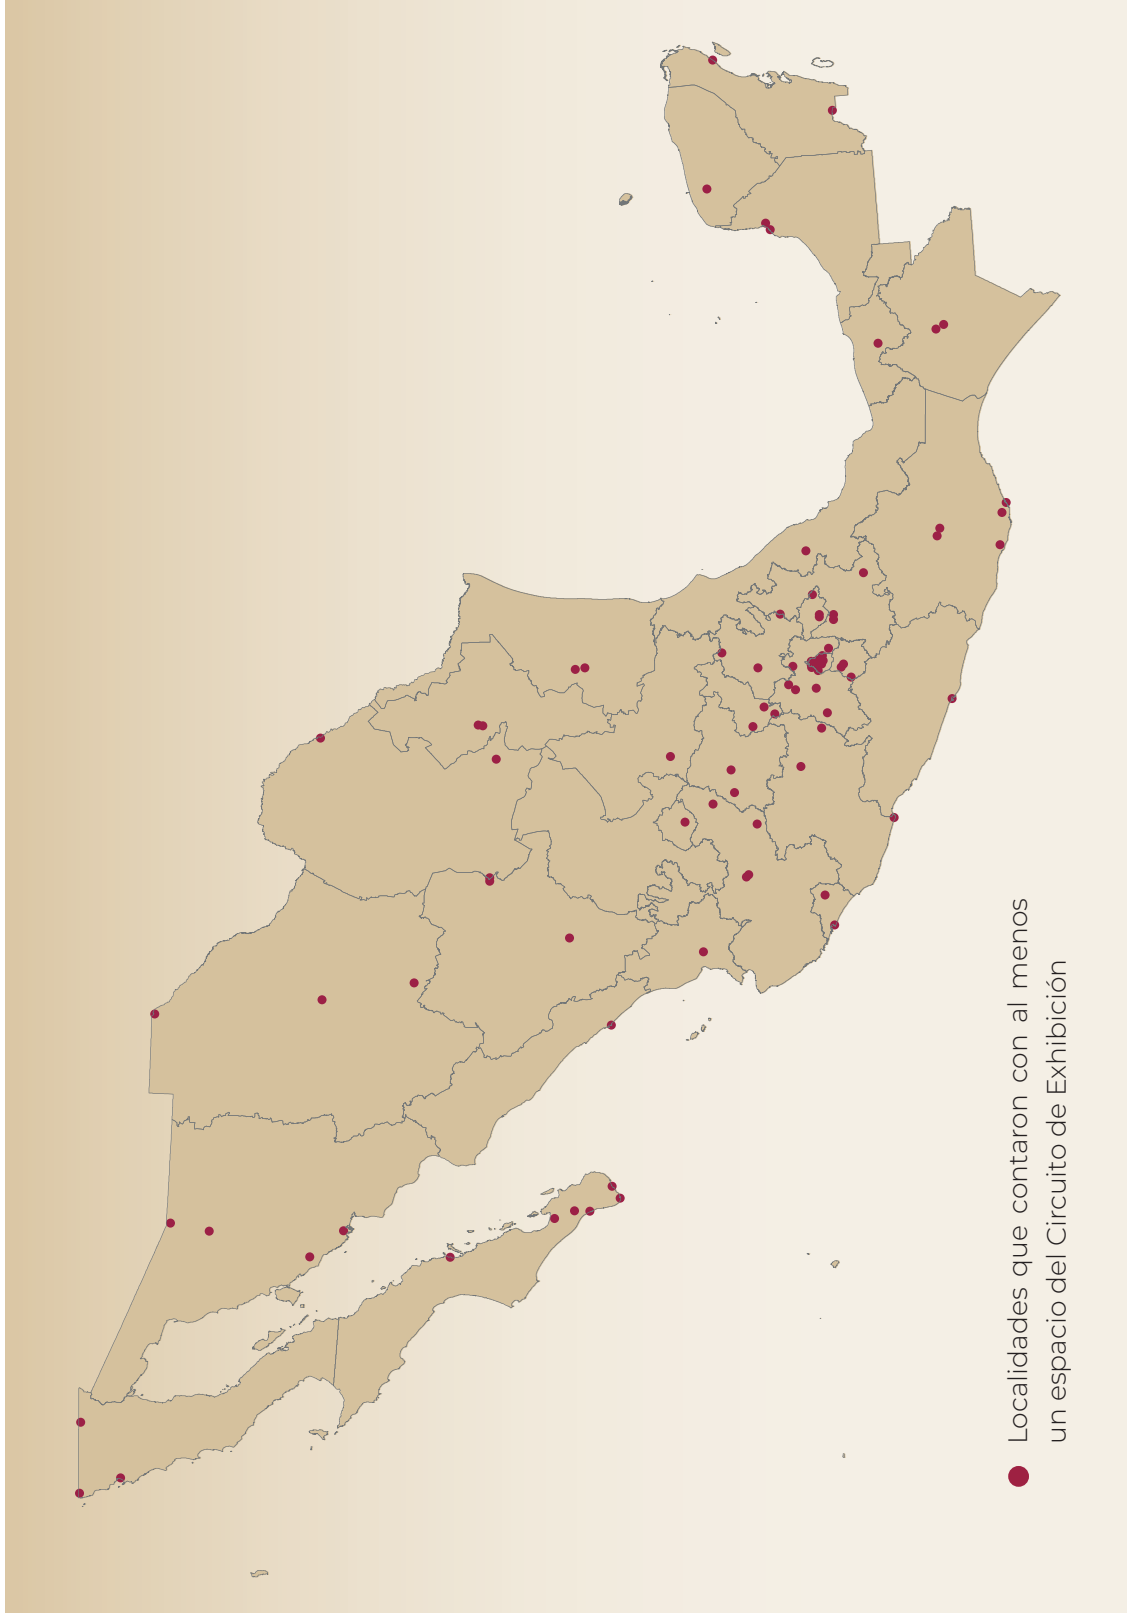 Localidades que contaron con al menos
un espacio del Circuito de Exhibición